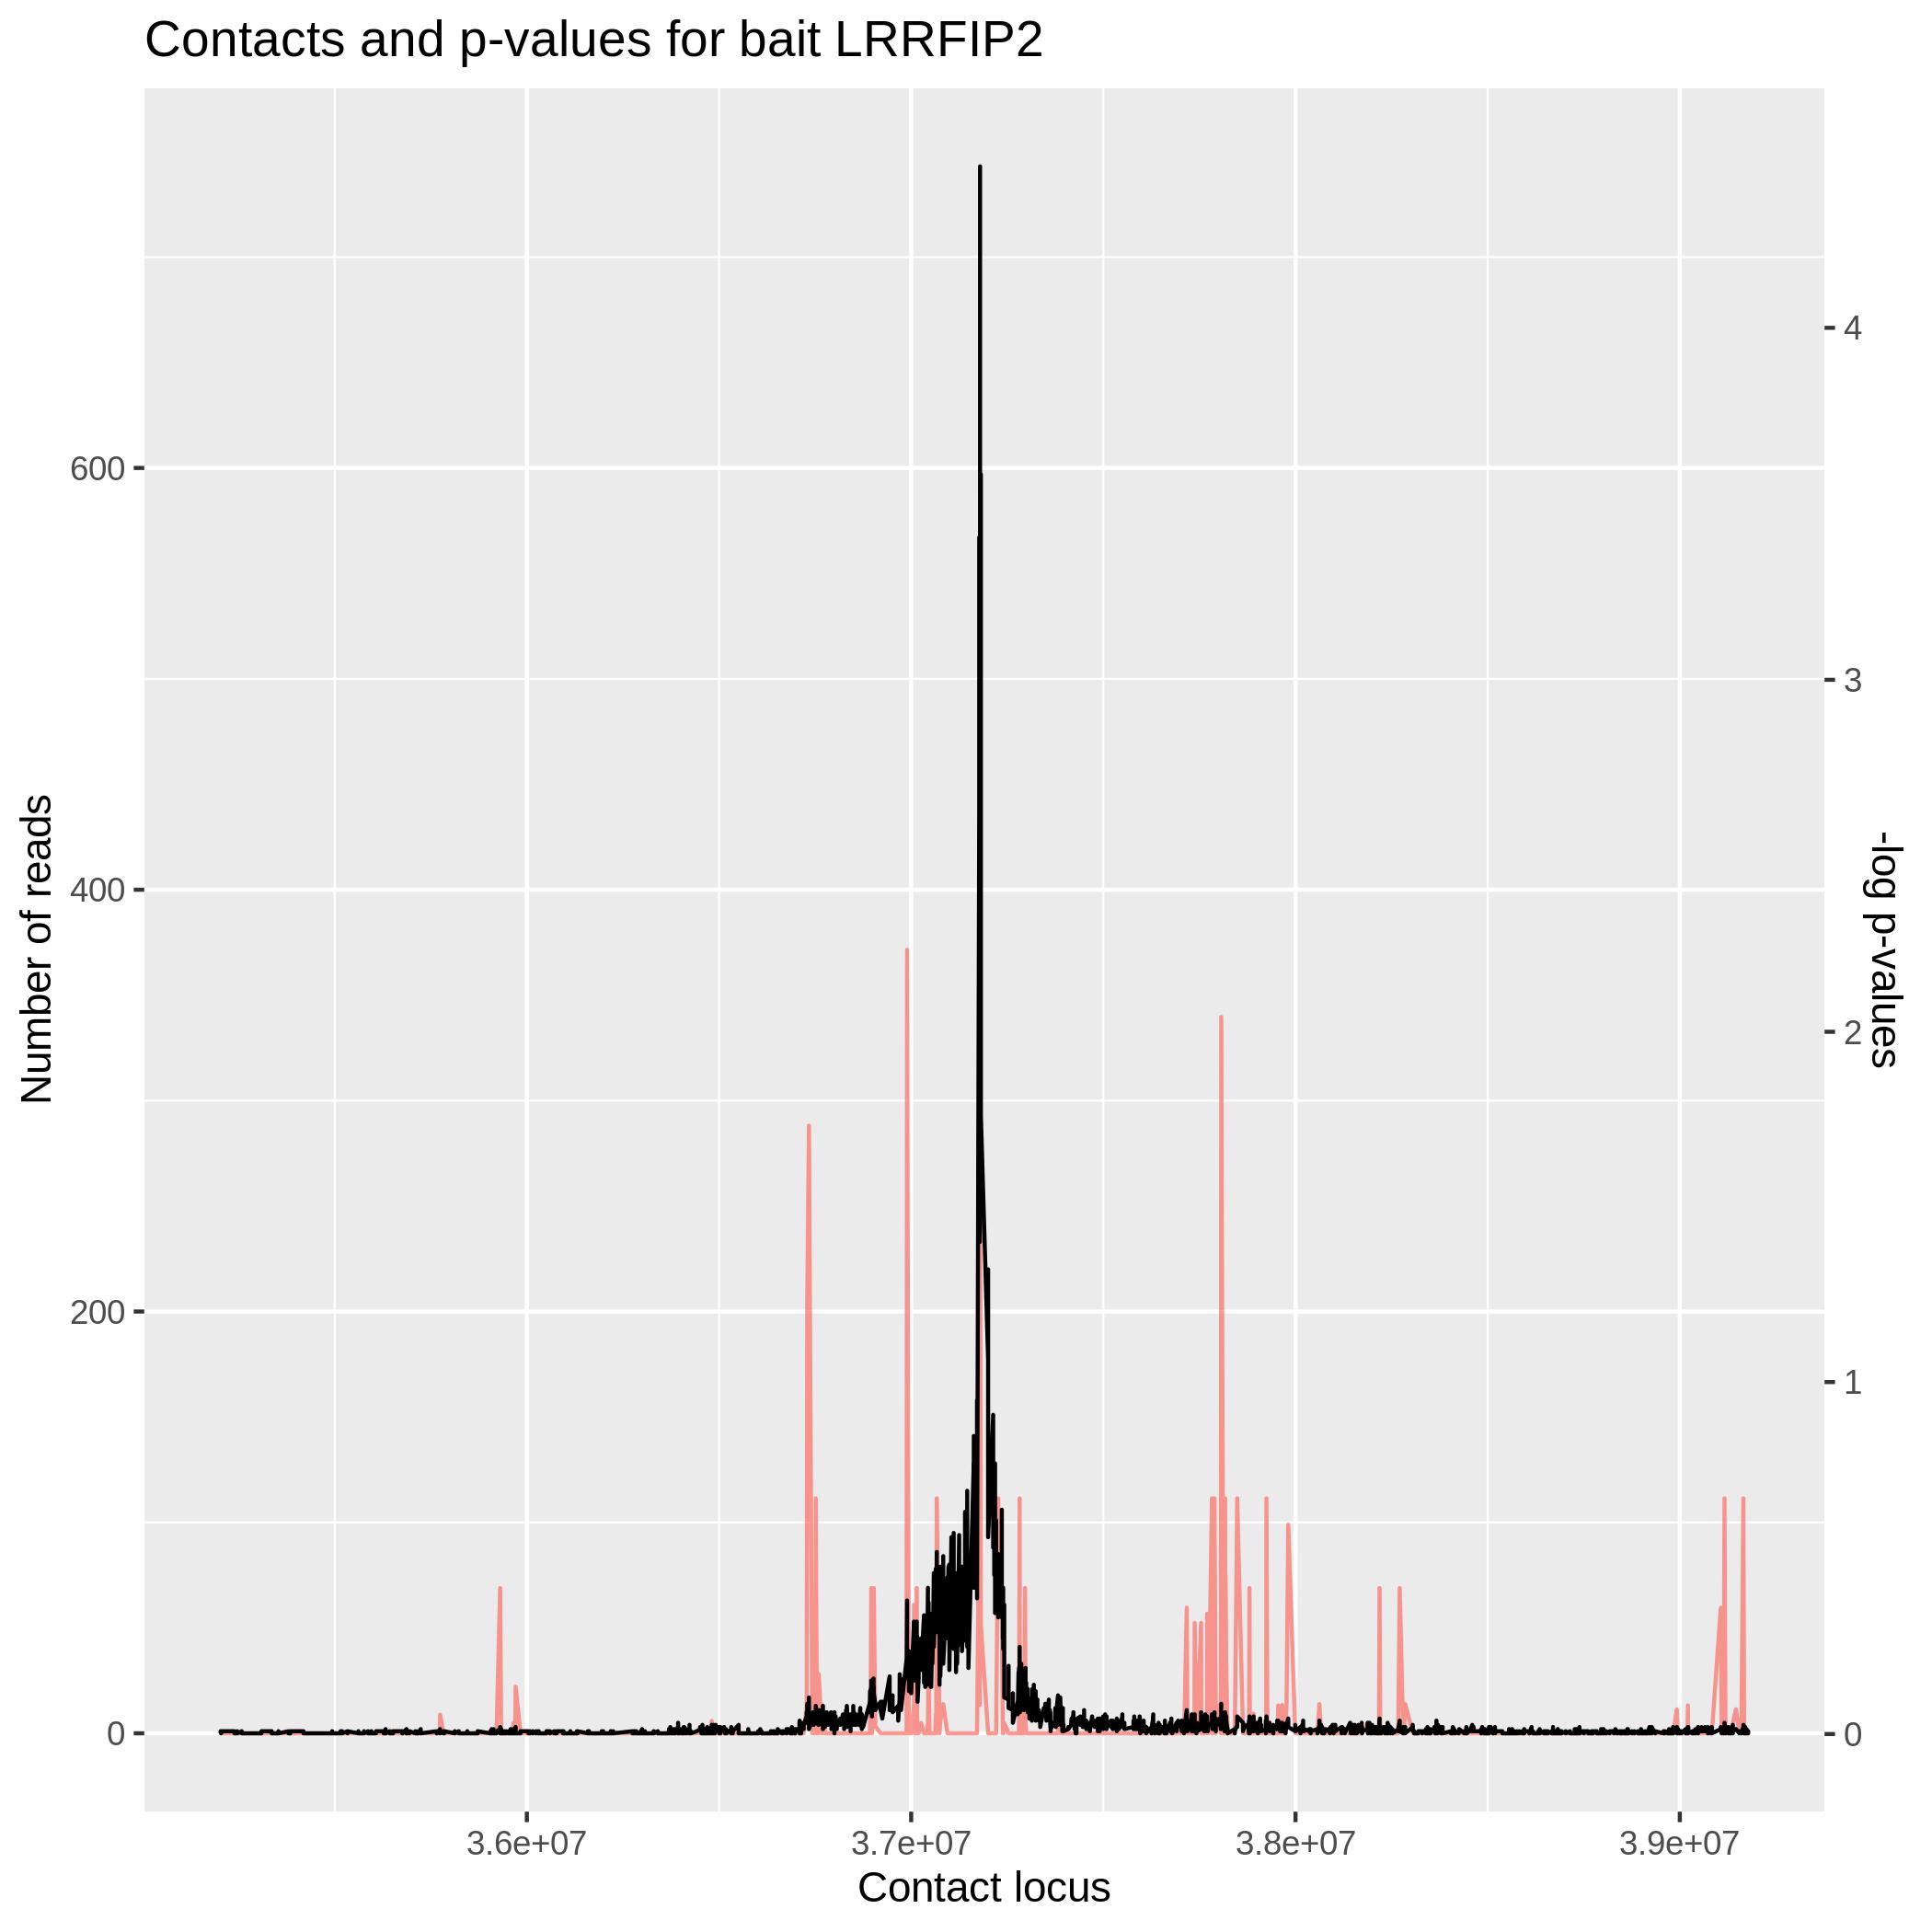 Contacts and p-values for bait LRRFIP2
Number of reads
600
400
200
0
4
3
2
1
0
-log p-values
3.6e+07
3.7e+07
3.8e+07
3.9e+07
Contact locus